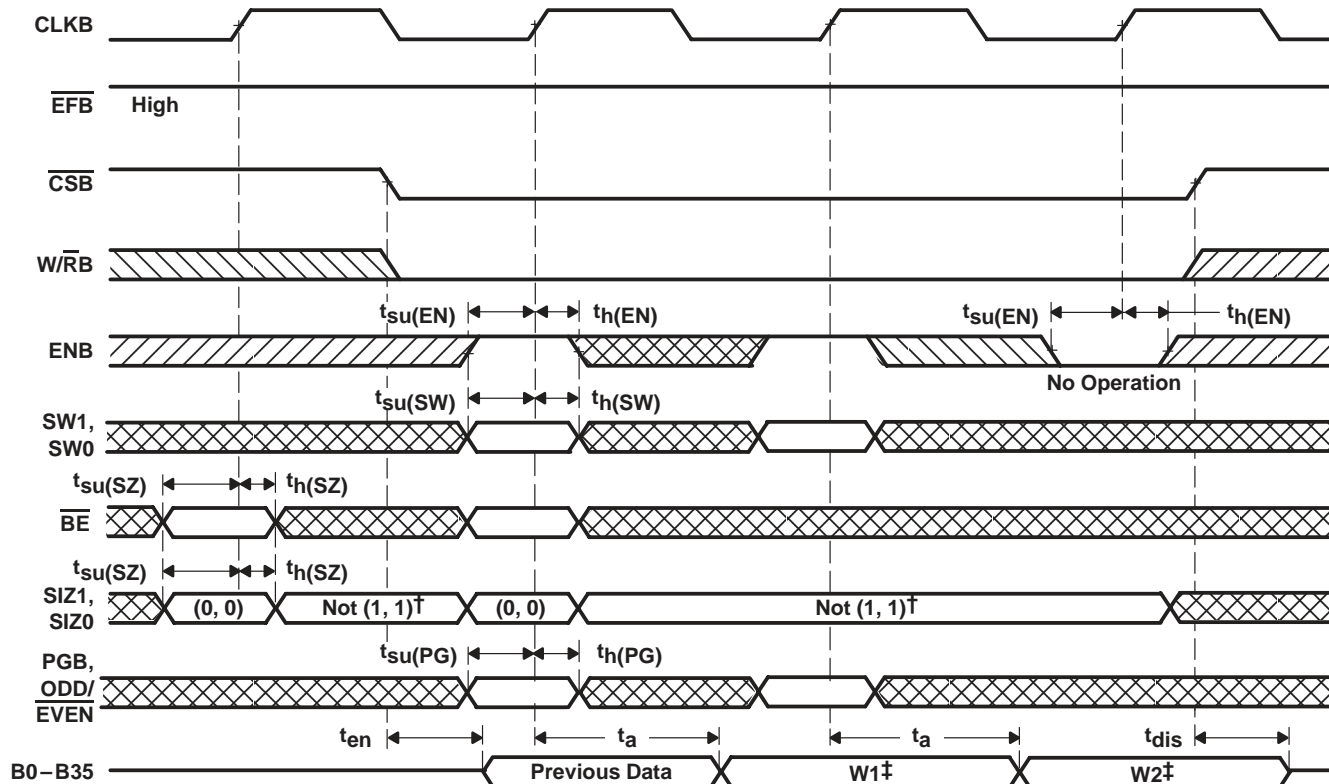 CLKB
EFB High
CSB
W/RB
tsu(EN) th(EN) tsu(EN) th(EN)
ENB
No Operation
tsu(SW) th(SW)
SW1,
SW0
tsu(SZ) th(SZ)
BE
tsu(SZ) th(SZ)
SIZ1,
SIZ0
(0, 0) Not (1, 1)† (0, 0) Not (1, 1)†
tsu(PG) th(PG)
PGB,
ODD/
EVEN
ten ta ta tdis
B0–B35 Previous Data W1‡ W2‡